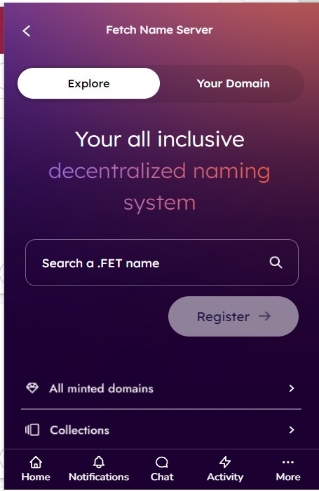 Fetch Name Server
Explore
Your Domain
Your all inclusive
decentralized naming
system
Search a .FET name
Register →
All minted domains
Collections
Home
Notifications
Chat
Activity
More